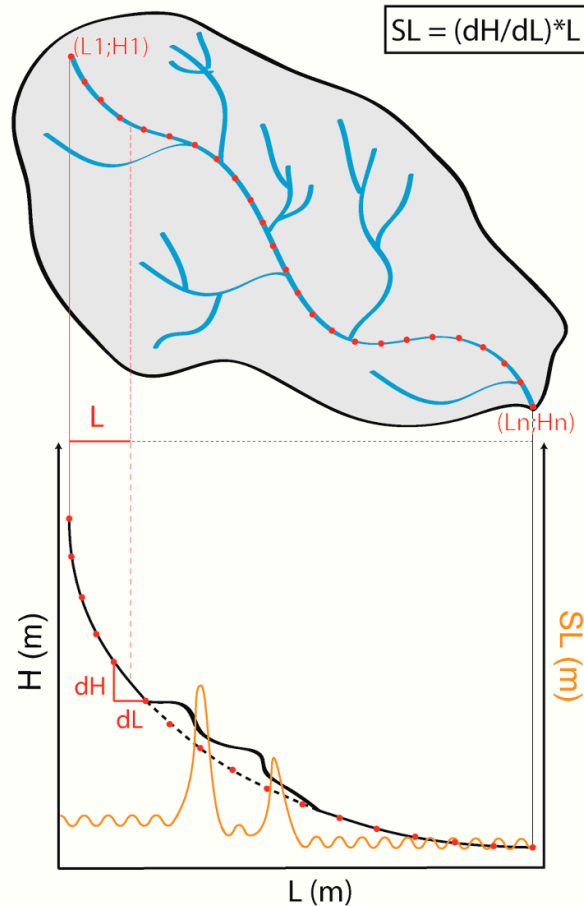 SL = (dH/dL)*L
(L1;H1)
(Ln;Hn)
L
H (m)
dH
dL
SL (m)
L (m)